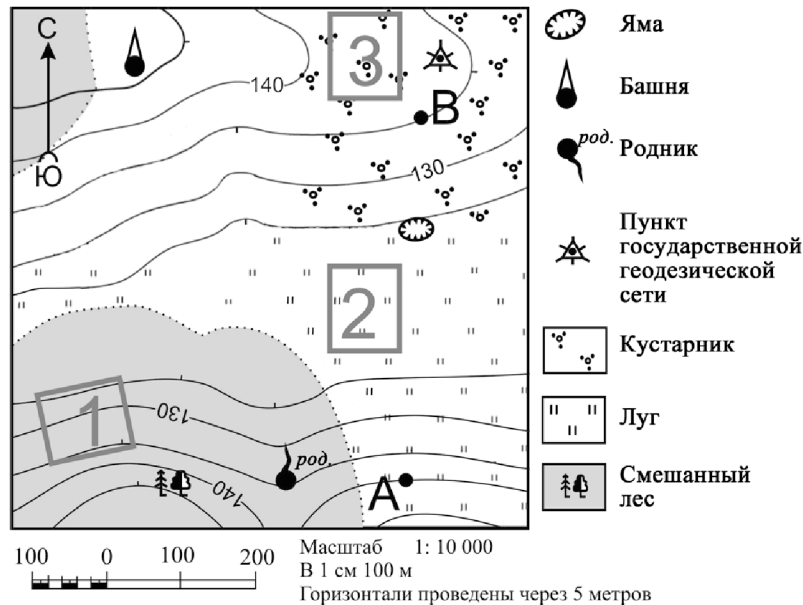 С
Ю
140
3
В
130
2
1
130
140
род.
А
Яма
Башня
род.
Родник
Пункт
государственной
геодезической
сети
Кустарник
Луг
Смешанный
лес
100 0 100 200
Масштаб 1: 10 000
В 1 см 100 м
Горизонтали проведены через 5 метров